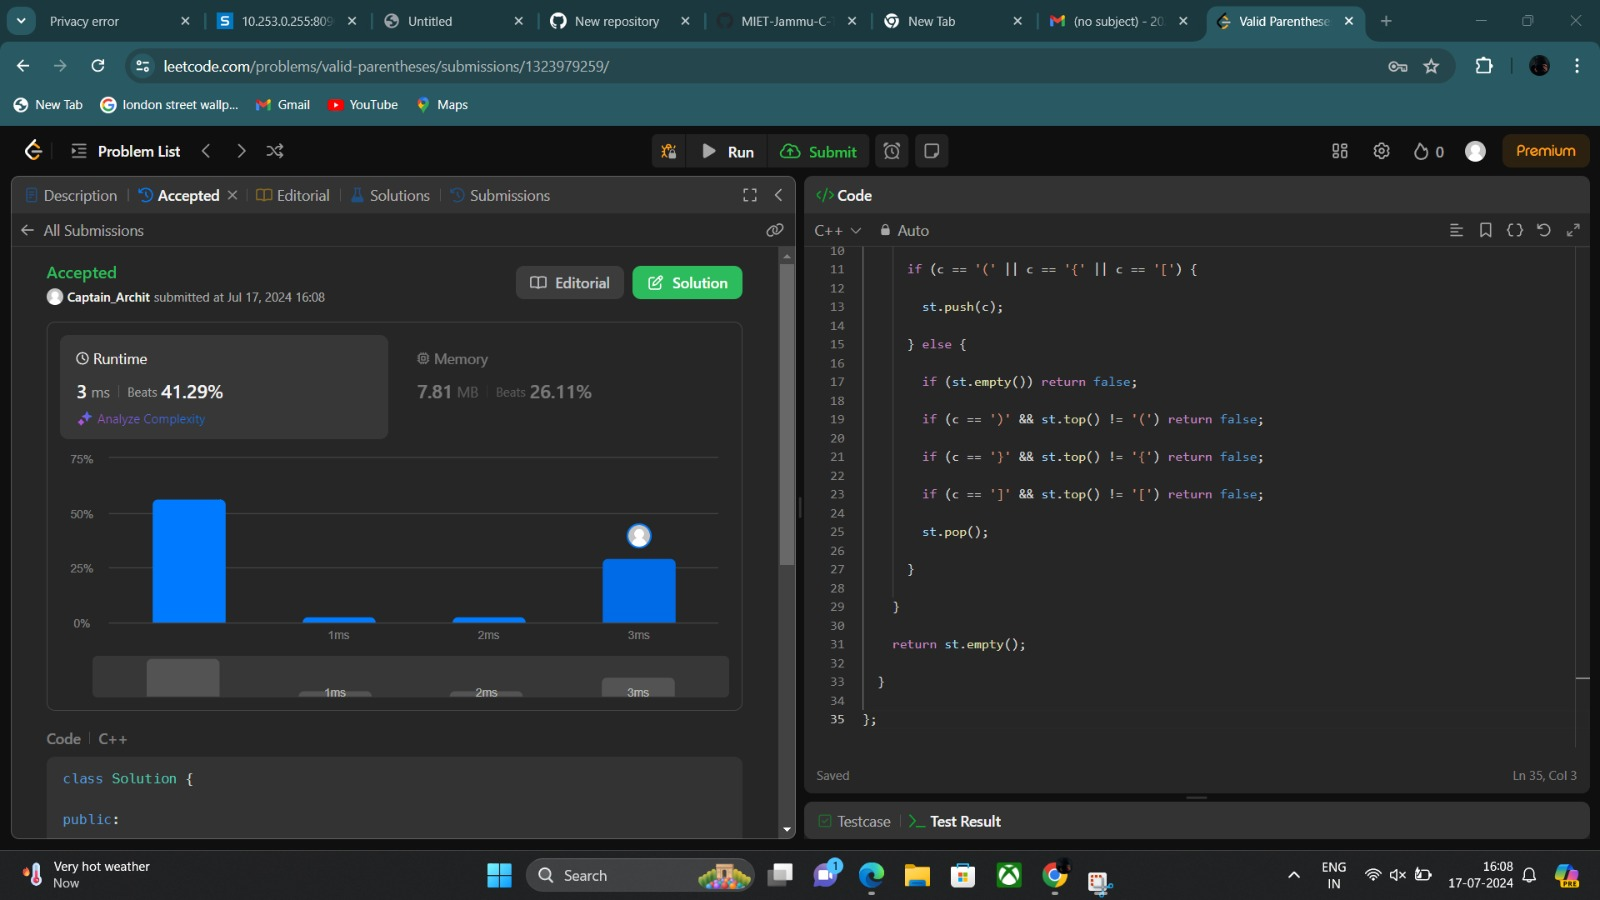 Privacy error
S 10.253.0.255:809
Untitled
New repository
MIET-Jammu-C-
New Tab
(no subject) - 20
Valid Parenthese
leetcode.com/problems/valid-parentheses/submissions/1323979259/
New Tab
london street wallp...
Gmail
YouTube
Maps
Problem List
Run
Submit
0
Premium
Description
Accepted
Editorial
Solutions
Submissions
All Submissions
Accepted
Captain_Archit submitted at Jul 17, 2024 16:08
Editorial
Solution
Runtime
3 ms | Beats 41.29%
Analyze Complexity
Memory
7.81 MB | Beats 26.11%
75%
50%
25%
0%
1ms
2ms
3ms
1ms
2ms
3ms
Code | C++
class Solution {
public:
</> Code
C++
Auto
10
11 if (c == '(' || c == '{' || c == '[') {
12
13 st.push(c);
14
15 } else {
16
17 if (st.empty()) return false;
18
19 if (c == ')' && st.top() != '(') return false;
20
21 if (c == '}' && st.top() != '{') return false;
22
23 if (c == ']' && st.top() != '[') return false;
24
25 st.pop();
26
27 }
28
29 }
30
31 return st.empty();
32
33 }
34
35 };
Saved
Ln 35, Col 3
Testcase
Test Result
Very hot weather
Now
Search
1
ENG
IN
16:08
17-07-2024
PRE